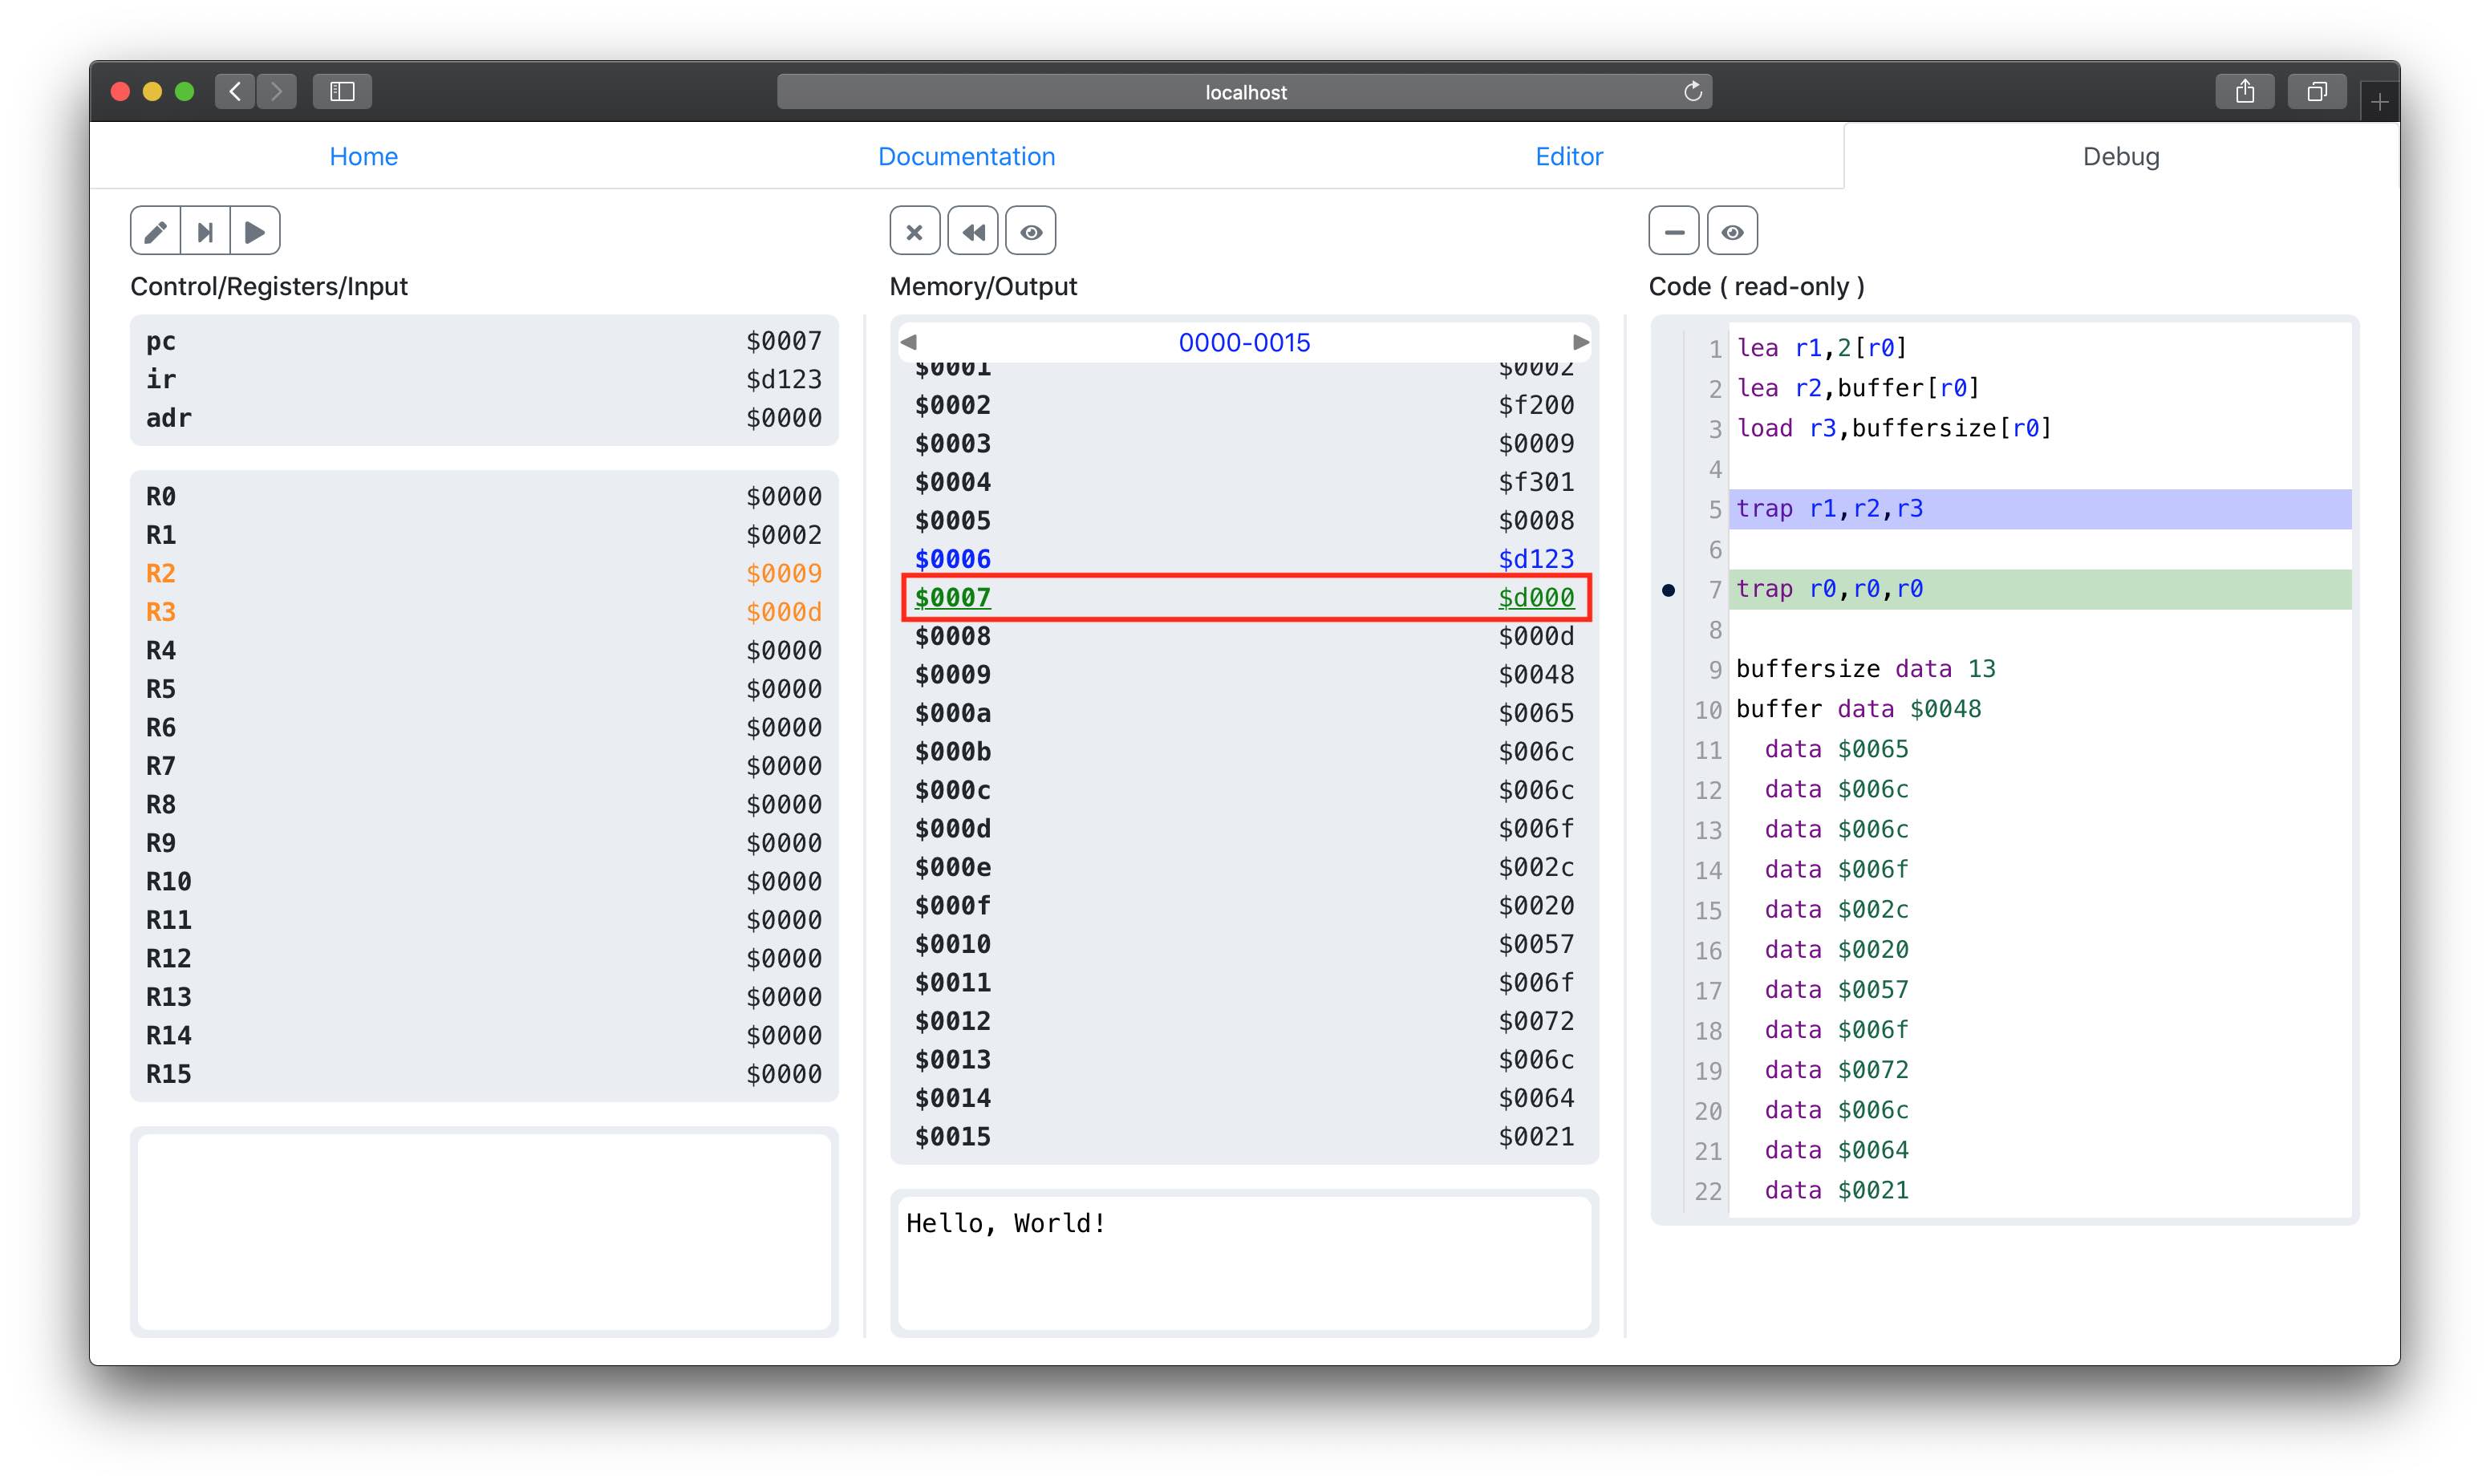 localhost
Home Documentation Editor Debug
Control/Registers/Input
pc $0007
ir $d123
adr $0000
R0 $0000
R1 $0002
R2 $0009
R3 $000d
R4 $0000
R5 $0000
R6 $0000
R7 $0000
R8 $0000
R9 $0000
R10 $0000
R11 $0000
R12 $0000
R13 $0000
R14 $0000
R15 $0000
Memory/Output
0000-0015
$0001 $0002
$0002 $f200
$0003 $0009
$0004 $f301
$0005 $0008
$0006 $d123
$0007 $d000
$0008 $000d
$0009 $0048
$000a $0065
$000b $006c
$000c $006c
$000d $006f
$000e $002c
$000f $0020
$0010 $0057
$0011 $006f
$0012 $0072
$0013 $006c
$0014 $0064
$0015 $0021
Hello, World!
Code ( read-only )
1 lea r1,2[r0]
2 lea r2,buffer[r0]
3 load r3,buffersize[r0]
4
5 trap r1,r2,r3
6
7 trap r0,r0,r0
8
9 buffersize data 13
10 buffer data $0048
11 data $0065
12 data $006c
13 data $006c
14 data $006f
15 data $002c
16 data $0020
17 data $0057
18 data $006f
19 data $0072
20 data $006c
21 data $0064
22 data $0021